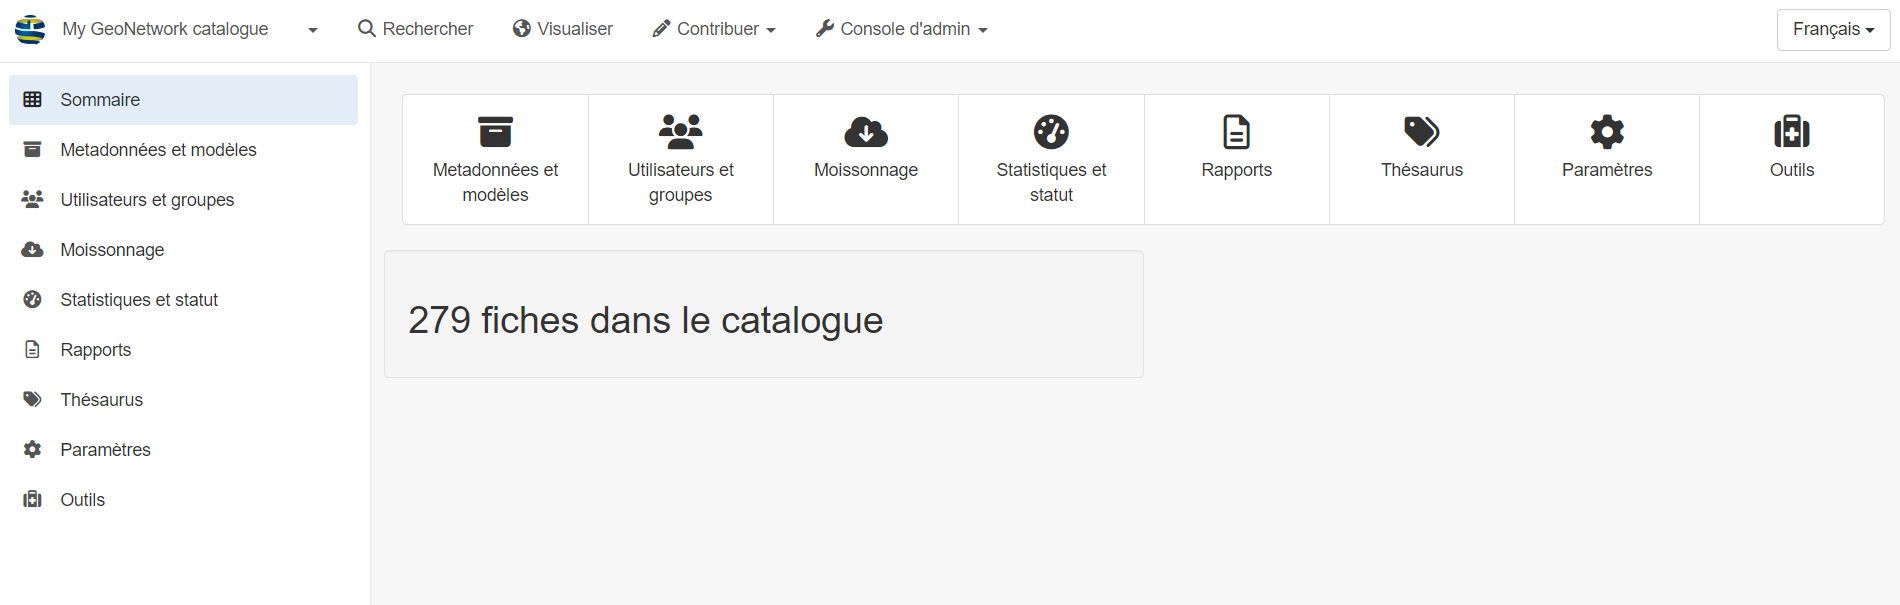 My GeoNetwork catalogue
Rechercher
Visualiser
Contribuer
Console d'admin
Français
Sommaire
Metadonnées et modèles
Utilisateurs et groupes
Moissonnage
Statistiques et statut
Rapports
Thésaurus
Paramètres
Outils
Metadonnées et
modèles
Utilisateurs et
groupes
Moissonnage
Statistiques et
statut
Rapports
Thésaurus
Paramètres
Outils
279 fiches dans le catalogue